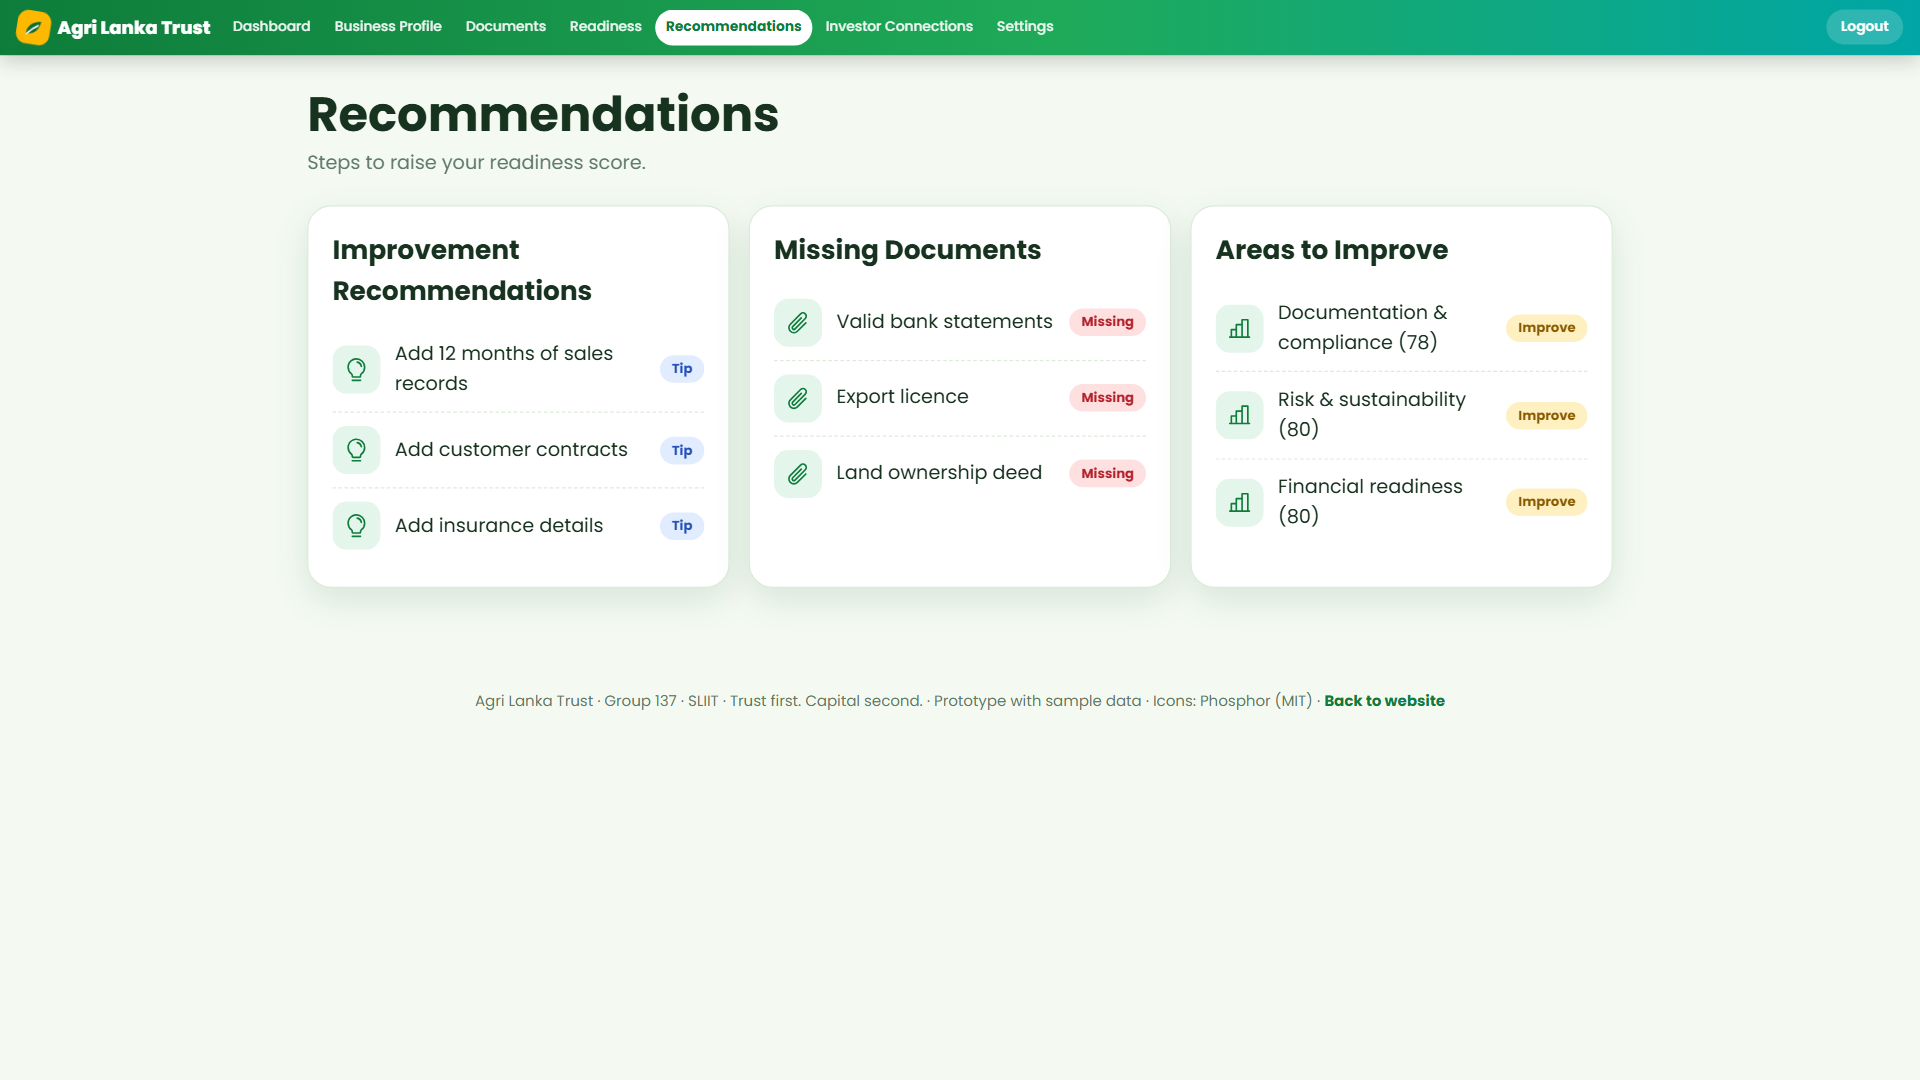 Agri Lanka Trust
Dashboard
Business Profile
Documents
Readiness
Recommendations
Investor Connections
Settings
Logout
Recommendations
Steps to raise your readiness score.
Improvement
Recommendations
Add 12 months of sales
records
Tip
Add customer contracts
Tip
Add insurance details
Tip
Missing Documents
Valid bank statements
Missing
Export licence
Missing
Land ownership deed
Missing
Areas to Improve
Documentation &
compliance (78)
Improve
Risk & sustainability
(80)
Improve
Financial readiness
(80)
Improve
Agri Lanka Trust · Group 137 · SLIIT · Trust first. Capital second. · Prototype with sample data · Icons: Phosphor (MIT) · Back to website